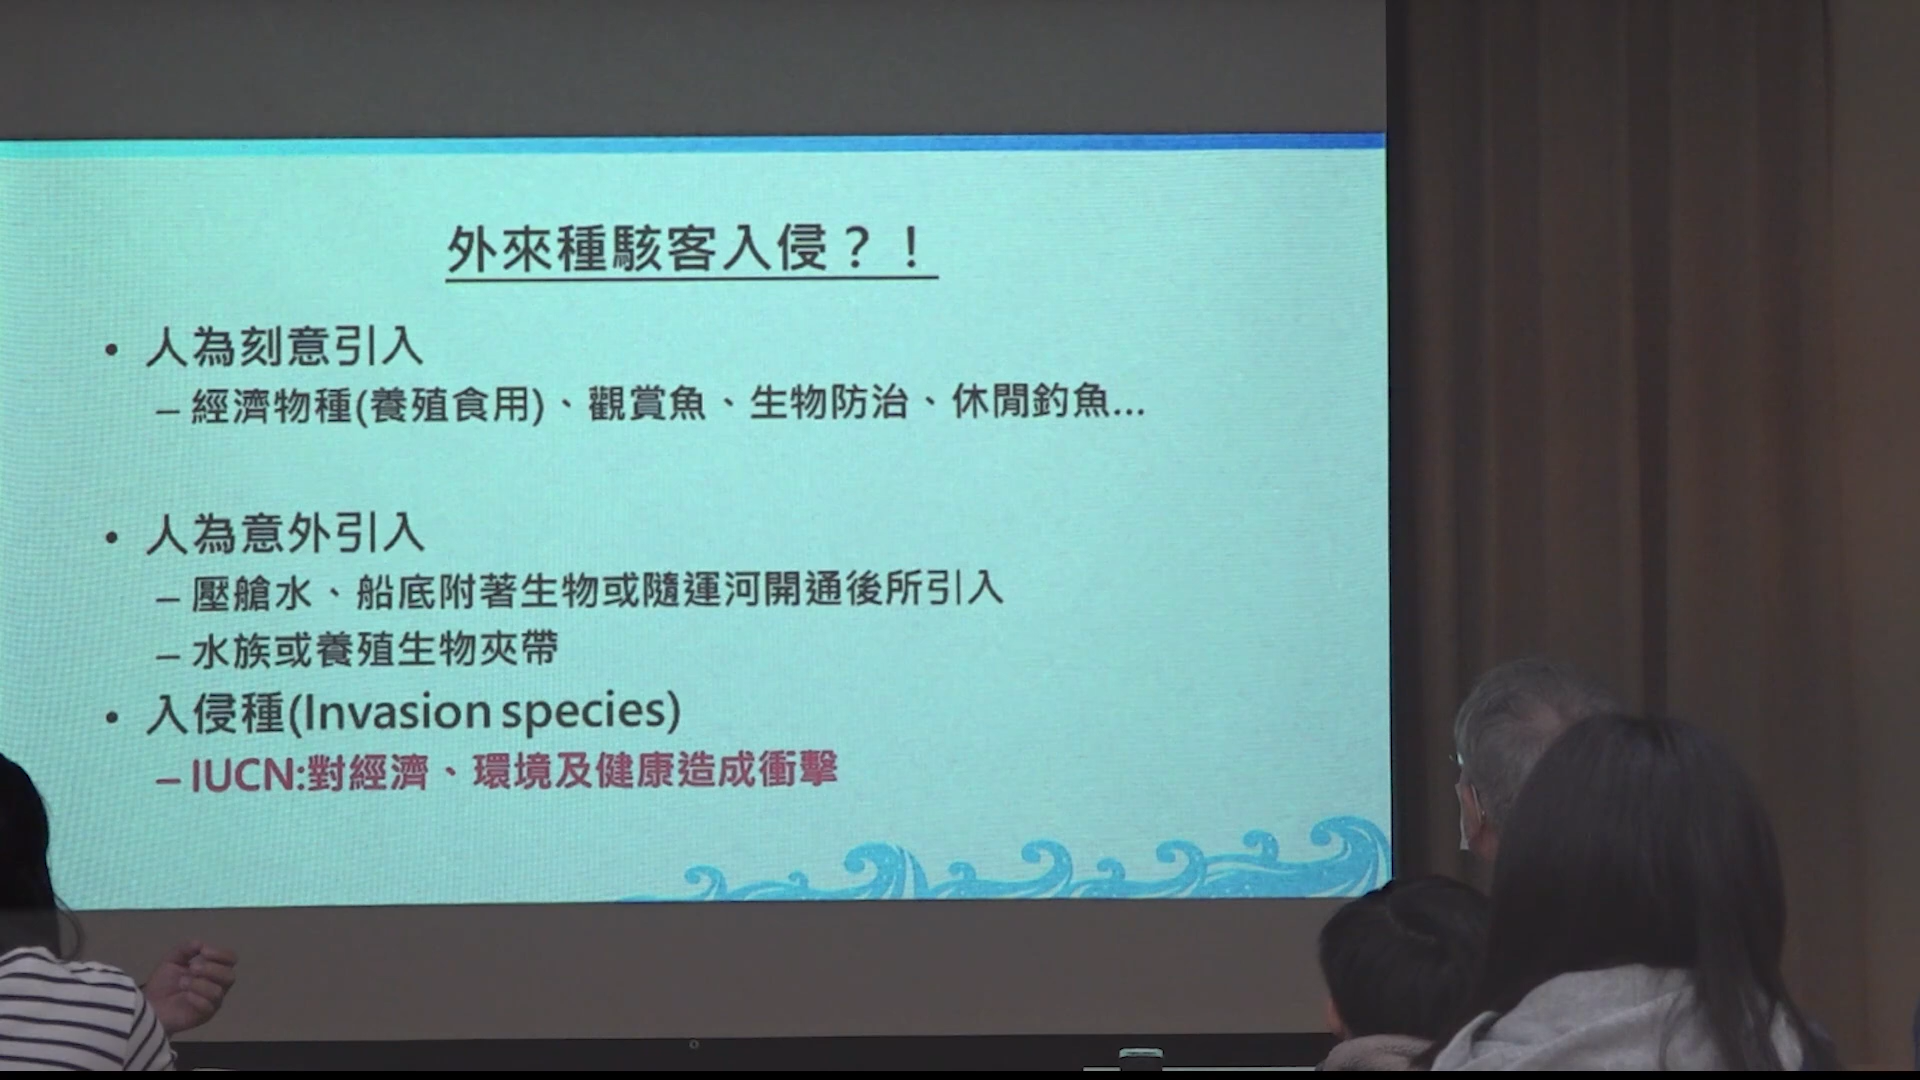 外來種駭客入侵？！
• 人為刻意引入
– 經濟物種(養殖食用)、觀賞魚、生物防治、休閒釣魚...
• 人為意外引入
– 壓艙水、船底附著生物或隨運河開通後所引入
– 水族或養殖生物夾帶
• 入侵種(Invasion species)
– IUCN:對經濟、環境及健康造成衝擊